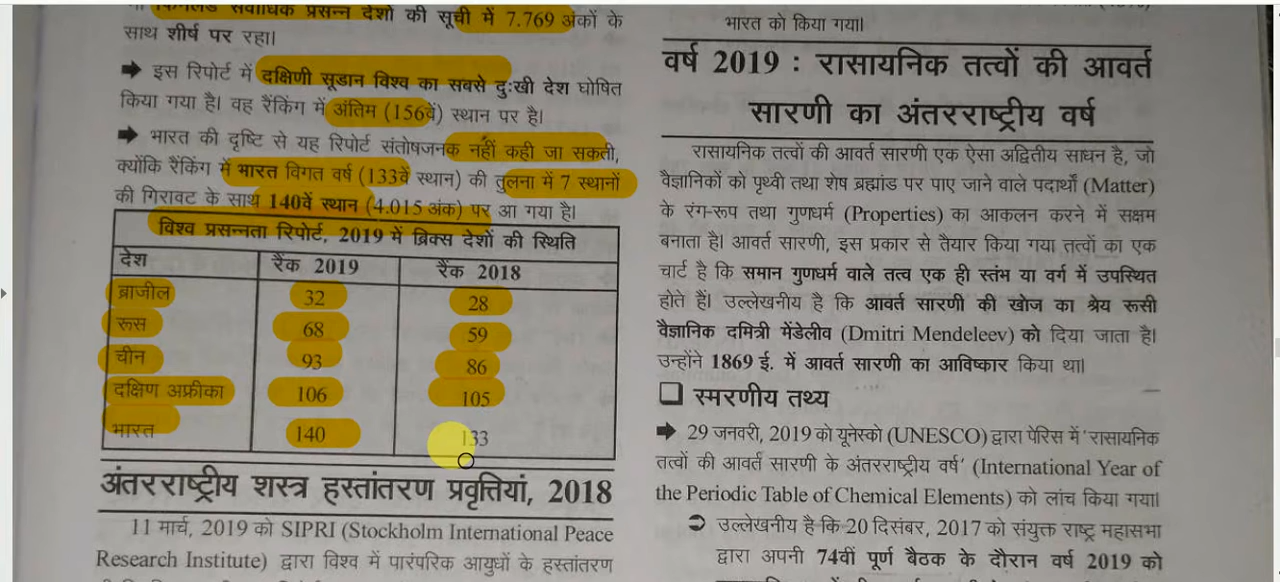 सर्वाधिक प्रसन्न देशों की सूची में 7.769 अंकों के
साथ शीर्ष पर रहा।
➡ इस रिपोर्ट में दक्षिणी सूडान विश्व का सबसे दुःखी देश घोषित
किया गया है। वह रैंकिंग में अंतिम (156वें) स्थान पर है।
➡ भारत की दृष्टि से यह रिपोर्ट संतोषजनक नहीं कही जा सकती,
क्योंकि रैंकिंग में भारत विगत वर्ष (133वें स्थान) की तुलना में 7 स्थानों
की गिरावट के साथ 140वें स्थान (4.015 अंक) पर आ गया है।
विश्व प्रसन्नता रिपोर्ट, 2019 में ब्रिक्स देशों की स्थिति
देश रैंक 2019 रैंक 2018
ब्राजील 32 28
रूस 68 59
चीन 93 86
दक्षिण अफ्रीका 106 105
भारत 140 133
अंतरराष्ट्रीय शस्त्र हस्तांतरण प्रवृत्तियां, 2018
11 मार्च, 2019 को SIPRI (Stockholm International Peace
Research Institute) द्वारा विश्व में पारंपरिक आयुधों के हस्तांतरण
भारत को किया गया।
वर्ष 2019 : रासायनिक तत्वों की आवर्त
सारणी का अंतरराष्ट्रीय वर्ष
रासायनिक तत्वों की आवर्त सारणी एक ऐसा अद्वितीय साधन है, जो
वैज्ञानिकों को पृथ्वी तथा शेष ब्रह्मांड पर पाए जाने वाले पदार्थों (Matter)
के रंग-रूप तथा गुणधर्म (Properties) का आकलन करने में सक्षम
बनाता है। आवर्त सारणी, इस प्रकार से तैयार किया गया तत्वों का एक
चार्ट है कि समान गुणधर्म वाले तत्व एक ही स्तंभ या वर्ग में उपस्थित
होते हैं। उल्लेखनीय है कि आवर्त सारणी की खोज का श्रेय रूसी
वैज्ञानिक दमित्री मेंडेलीव (Dmitri Mendeleev) को दिया जाता है।
उन्होंने 1869 ई. में आवर्त सारणी का आविष्कार किया था।
❑ स्मरणीय तथ्य
➡ 29 जनवरी, 2019 को यूनेस्को (UNESCO) द्वारा पेरिस में 'रासायनिक
तत्वों की आवर्त सारणी के अंतरराष्ट्रीय वर्ष' (International Year of
the Periodic Table of Chemical Elements) को लांच किया गया।
➲ उल्लेखनीय है कि 20 दिसंबर, 2017 को संयुक्त राष्ट्र महासभा
द्वारा अपनी 74वीं पूर्ण बैठक के दौरान वर्ष 2019 को